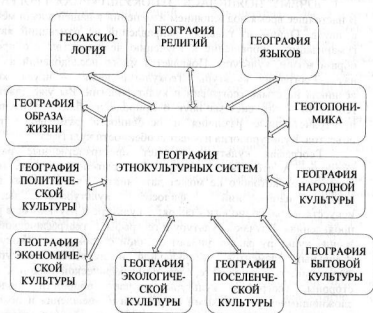 ГЕОАКСИО-
ЛОГИЯ
ГЕОГРАФИЯ
РЕЛИГИЙ
ГЕОГРАФИЯ
ЯЗЫКОВ
ГЕОГРАФИЯ
ОБРАЗА
ЖИЗНИ
ГЕОТОПОНИ-
МИКА
ГЕОГРАФИЯ
ЭТНОКУЛЬТУРНЫХ СИСТЕМ
ГЕОГРАФИЯ
ПОЛИТИЧЕ-
СКОЙ
КУЛЬТУРЫ
ГЕОГРАФИЯ
НАРОДНОЙ
КУЛЬТУРЫ
ГЕОГРАФИЯ
ЭКОНОМИЧЕ-
СКОЙ
КУЛЬТУРЫ
ГЕОГРАФИЯ
ЭКОЛОГИЧЕ-
СКОЙ
КУЛЬТУРЫ
ГЕОГРАФИЯ
ПОСЕЛЕНЧЕ-
СКОЙ
КУЛЬТУРЫ
ГЕОГРАФИЯ
БЫТОВОЙ
КУЛЬТУРЫ